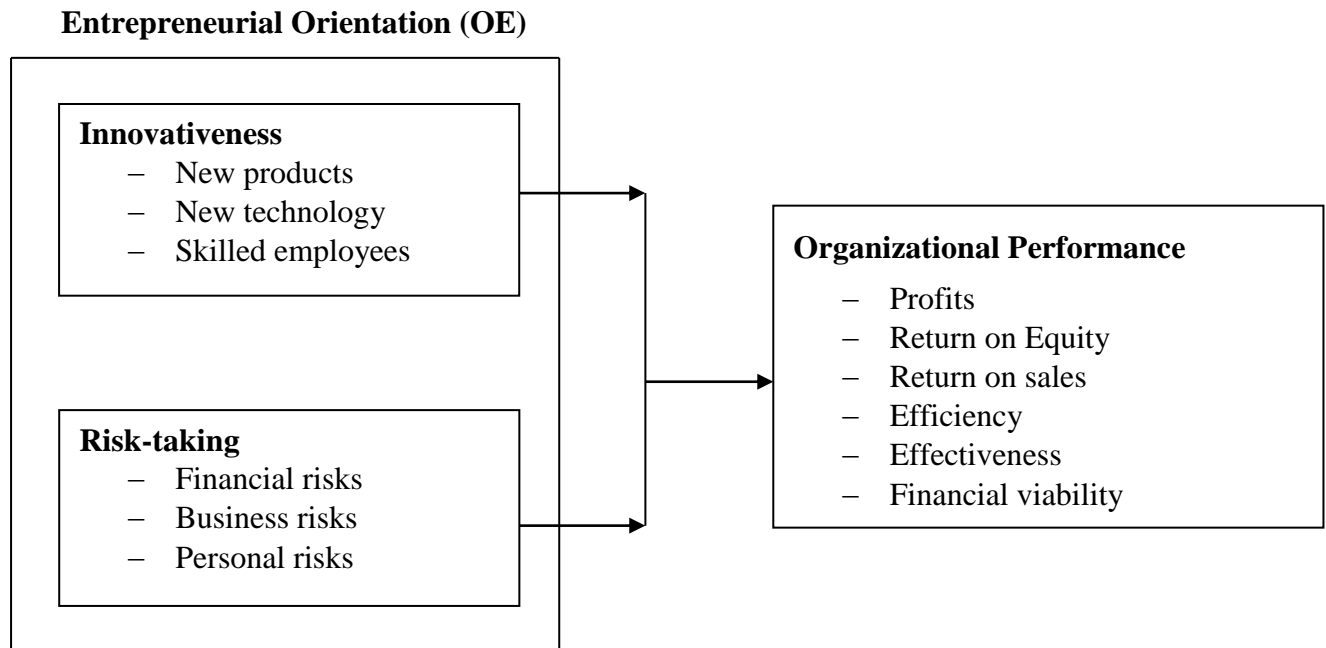 Entrepreneurial Orientation (OE)
Innovativeness
– New products
– New technology
– Skilled employees
Risk-taking
– Financial risks
– Business risks
– Personal risks
Organizational Performance
– Profits
– Return on Equity
– Return on sales
– Efficiency
– Effectiveness
– Financial viability